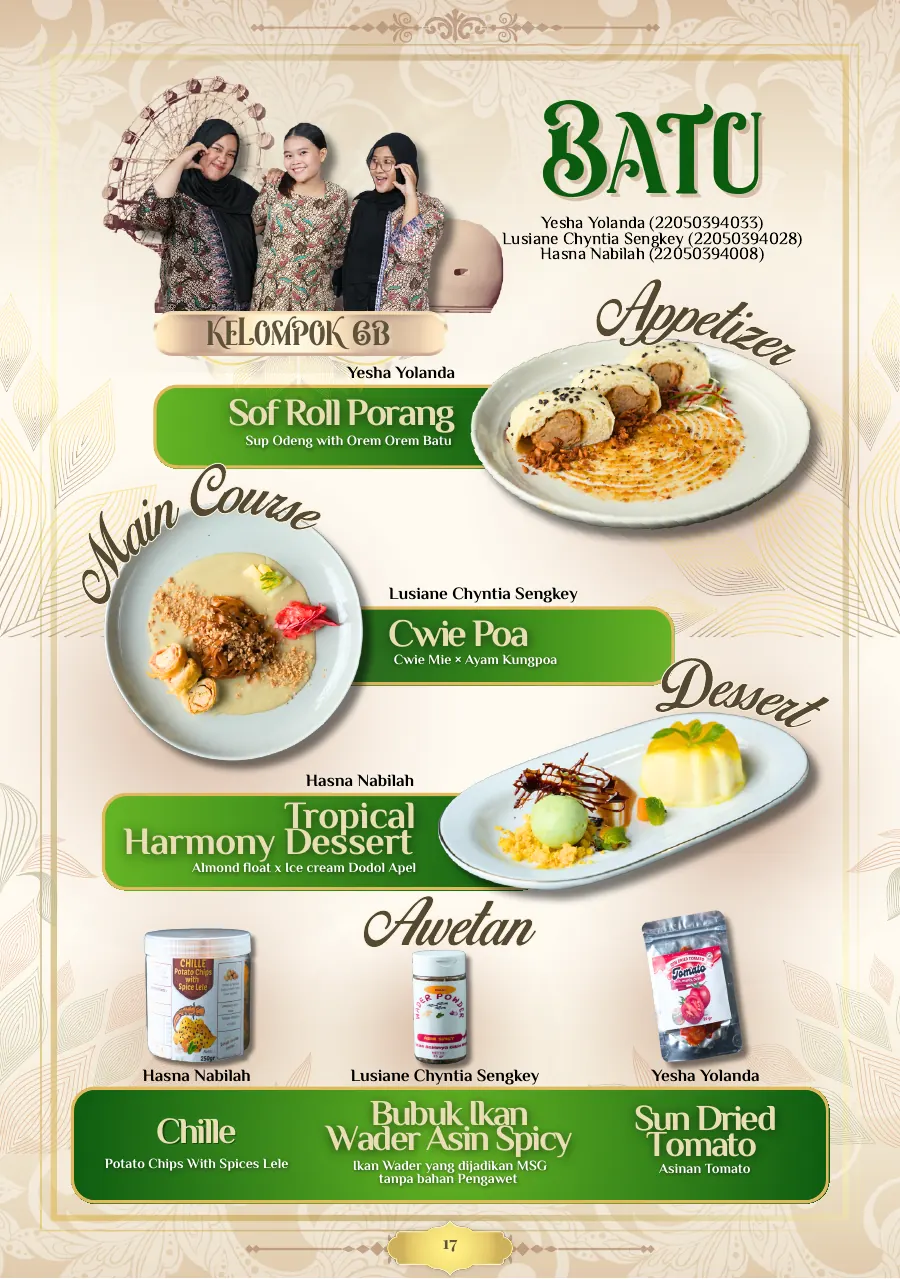 BATU
Yesha Yolanda (22050394033)
Lusiane Chyntia Sengkey (22050394028)
Hasna Nabilah (22050394008)
KELOMPOK 6B
Appetizer
Yesha Yolanda
Sof Roll Porang
Sup Odeng with Orem Orem Batu
Main Course
Lusiane Chyntia Sengkey
Cwie Poa
Cwie Mie × Ayam Kungpoa
Dessert
Hasna Nabilah
Tropical
Harmony Dessert
Almond float x Ice cream Dodol Apel
Awetan
CHILLE
Potato Chips
with
Spice Lele
250gr
WADER POWDER
SUN DRIED TOMATO
Tomato
Hasna Nabilah
Lusiane Chyntia Sengkey
Yesha Yolanda
Chille
Potato Chips With Spices Lele
Bubuk Ikan
Wader Asin Spicy
Ikan Wader yang dijadikan MSG
tanpa bahan Pengawet
Sun Dried
Tomato
Asinan Tomato
17